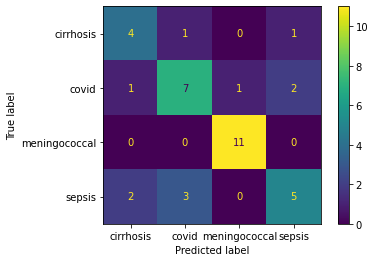 cirrhosis 4 1 0 1
covid 1 7 1 2
meningococcal 0 0 11 0
sepsis 2 3 0 5
cirrhosis covid meningococcal sepsis
Predicted label
True label
10
8
6
4
2
0